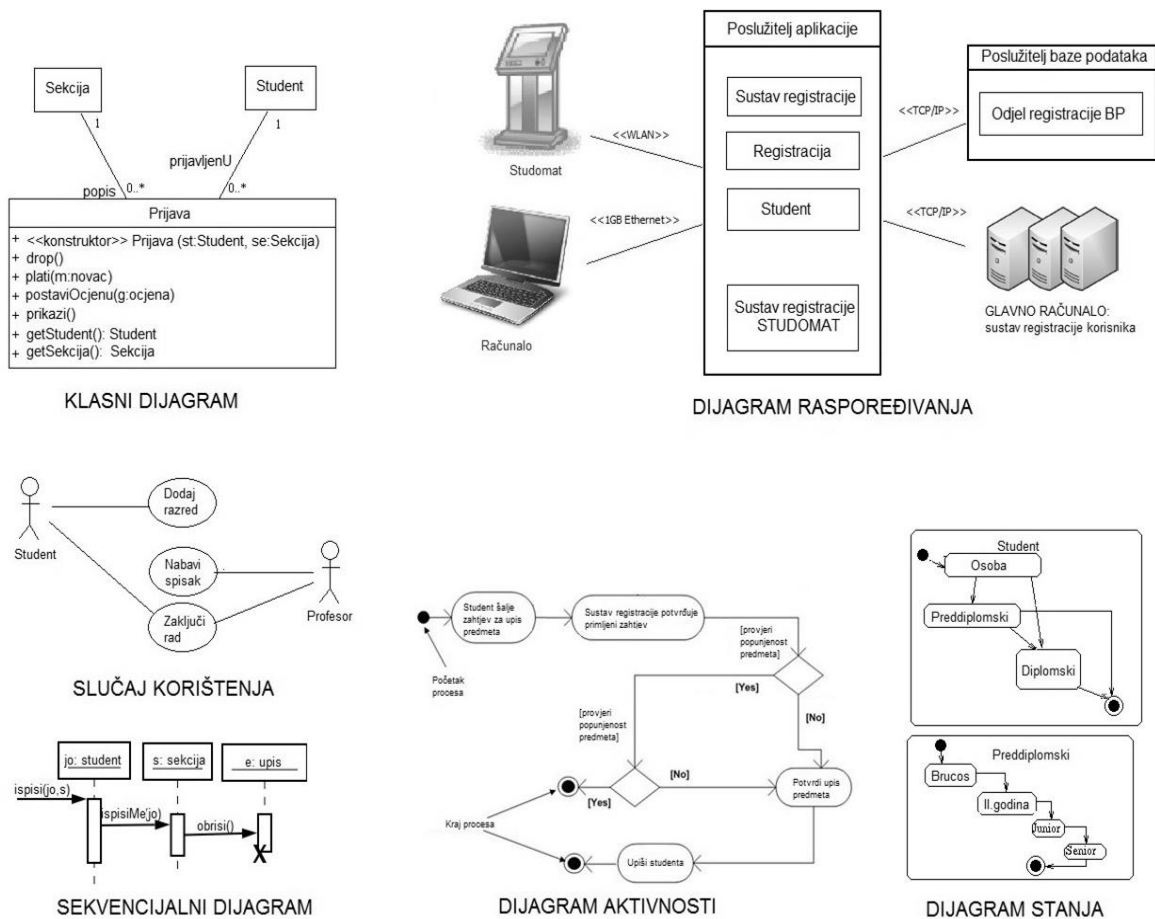 Sekcija
Student
1
1
prijavljenU
popis
0..*
0..*
Prijava
+ <<konstruktor>> Prijava (st:Student, se:Sekcija)
+ drop()
+ plati(m:novac)
+ postaviOcjenu(g:ocjena)
+ prikazi()
+ getStudent(): Student
+ getSekcija(): Sekcija
KLASNI DIJAGRAM
Studomat
<<WLAN>>
Računalo
<<1GB Ethernet>>
Poslužitelj aplikacije
Sustav registracije
Registracija
Student
Sustav registracije
STUDOMAT
<<TCP/IP>>
Poslužitelj baze podataka
Odjel registracije BP
<<TCP/IP>>
GLAVNO RAČUNALO:
sustav registracije korisnika
DIJAGRAM RASPOREĐIVANJA
Student
Dodaj
razred
Nabavi
spisak
Zaključi
rad
Profesor
SLUČAJ KORIŠTENJA
jo: student
s: sekcija
e: upis
ispisi(jo,s)
ispisiMe'jo)
obrisi()
X
SEKVENCIJALNI DIJAGRAM
Student šalje
zahtjev za upis
predmeta
Sustav registracije potvrđuje
primljeni zahtjev
Početak
procesa
[provjeri
popunjenost
predmeta]
[Yes]
[No]
[provjeri
popunjenost
predmeta]
[No]
[Yes]
Potvrdi upis
predmeta
Kraj procesa
Upiši studenta
DIJAGRAM AKTIVNOSTI
Student
Osoba
Preddiplomski
Diplomski
Preddiplomski
Brucos
II.godina
Junior
Senior
DIJAGRAM STANJA